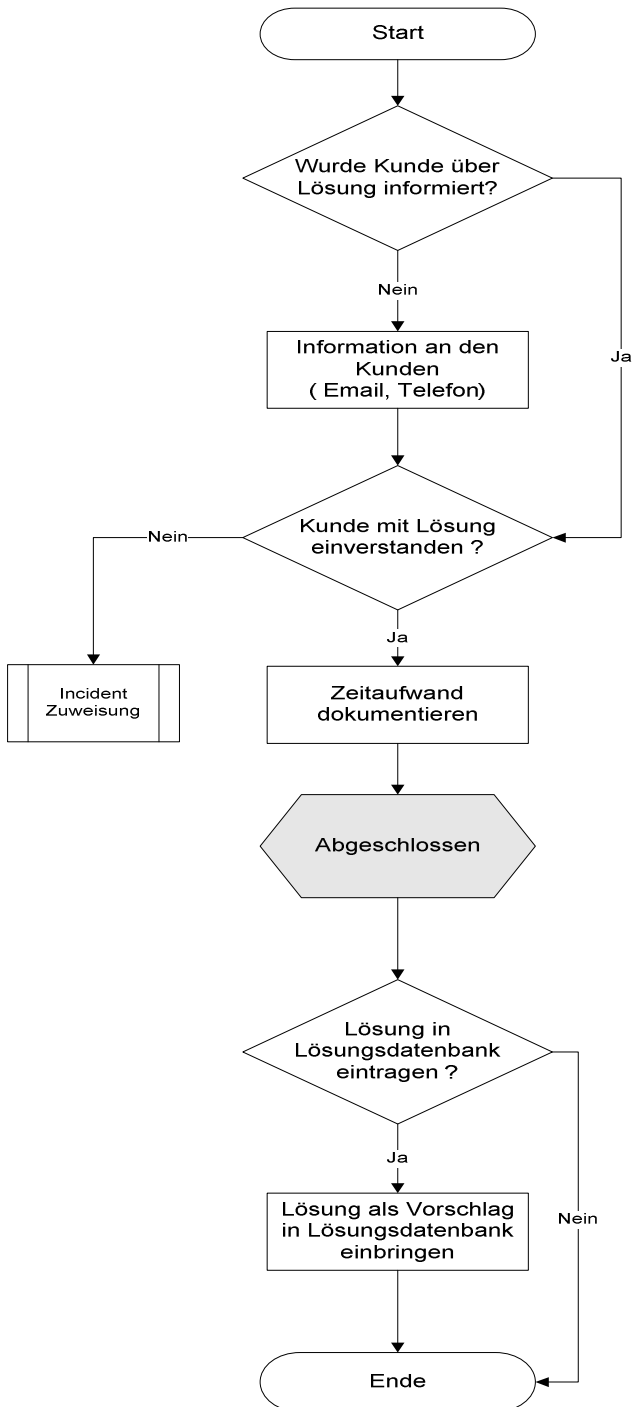 Start
Wurde Kunde über
Lösung informiert?
Nein
Ja
Information an den
Kunden
( Email, Telefon)
Kunde mit Lösung
einverstanden ?
Nein
Ja
Incident
Zuweisung
Zeitaufwand
dokumentieren
Abgeschlossen
Lösung in
Lösungsdatenbank
eintragen ?
Ja
Nein
Lösung als Vorschlag
in Lösungsdatenbank
einbringen
Ende